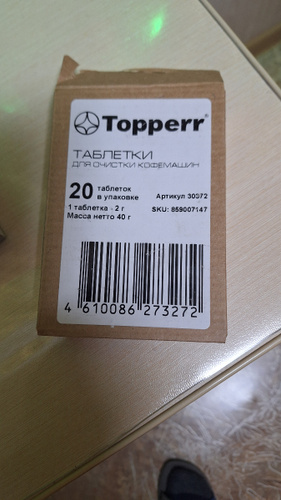 Topperr®
ТАБЛЕТКИ
ДЛЯ ОЧИСТКИ КОФЕМАШИН
20 таблеток в упаковке
Артикул 30372
1 таблетка - 2 г
SKU: 859007147
Масса нетто 40 г
4 610086 273272